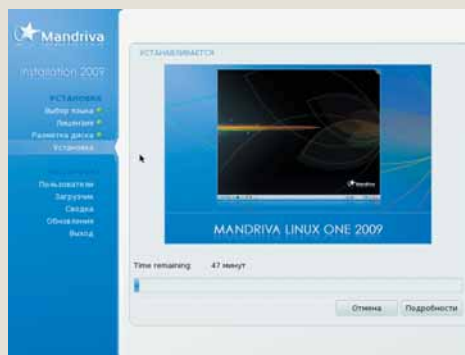 Mandriva
Installation 2009
УСТАНОВКА
Выбор языка
Лицензия
Разметка диска
Установка
Пользователи
Загрузчик
Сводка
Обновления
Выход
УСТАНАВЛИВАЕТСЯ
Mandriva
MANDRIVA LINUX ONE 2009
Time remaining 47 минут
Отмена
Подробности